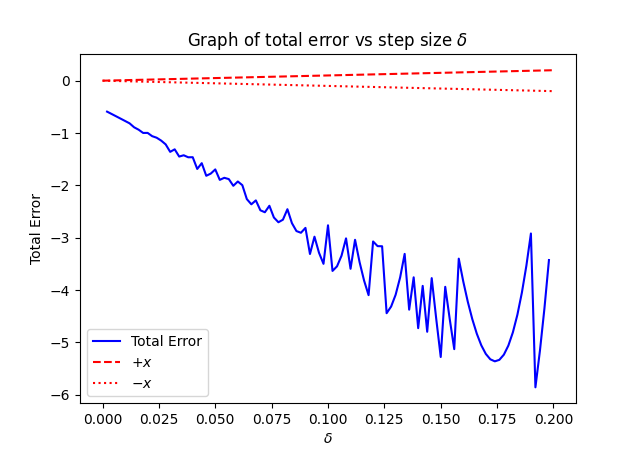 Graph of total error vs step size δ
Total Error
0
−1
−2
−3
−4
−5
−6
Total Error
+x
−x
0.000 0.025 0.050 0.075 0.100 0.125 0.150 0.175 0.200
δ